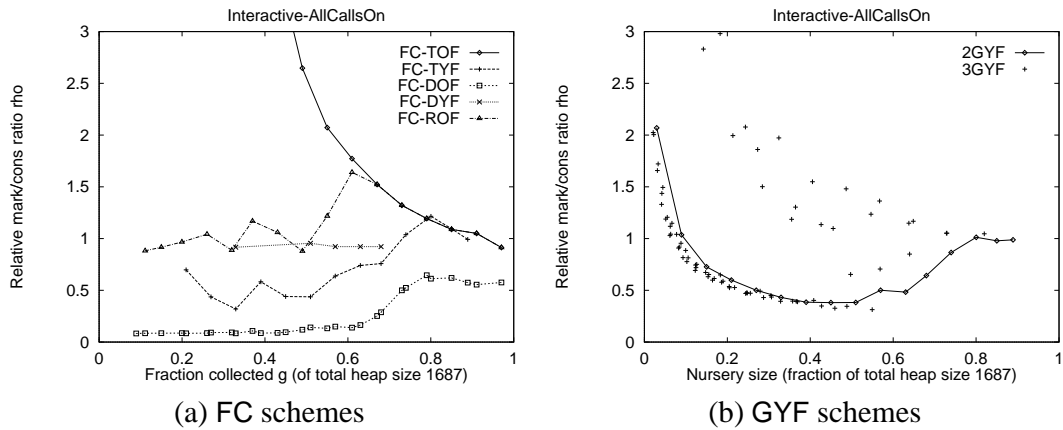 Interactive-AllCallsOn
3
2.5
2
1.5
1
0.5
0
0 0.2 0.4 0.6 0.8 1
Relative mark/cons ratio rho
Fraction collected g (of total heap size 1687)
FC-TOF
FC-TYF
FC-DOF
FC-DYF
FC-ROF
(a) FC schemes
Interactive-AllCallsOn
3
2.5
2
1.5
1
0.5
0
0 0.2 0.4 0.6 0.8 1
Relative mark/cons ratio rho
Nursery size (fraction of total heap size 1687)
2GYF
3GYF
(b) GYF schemes